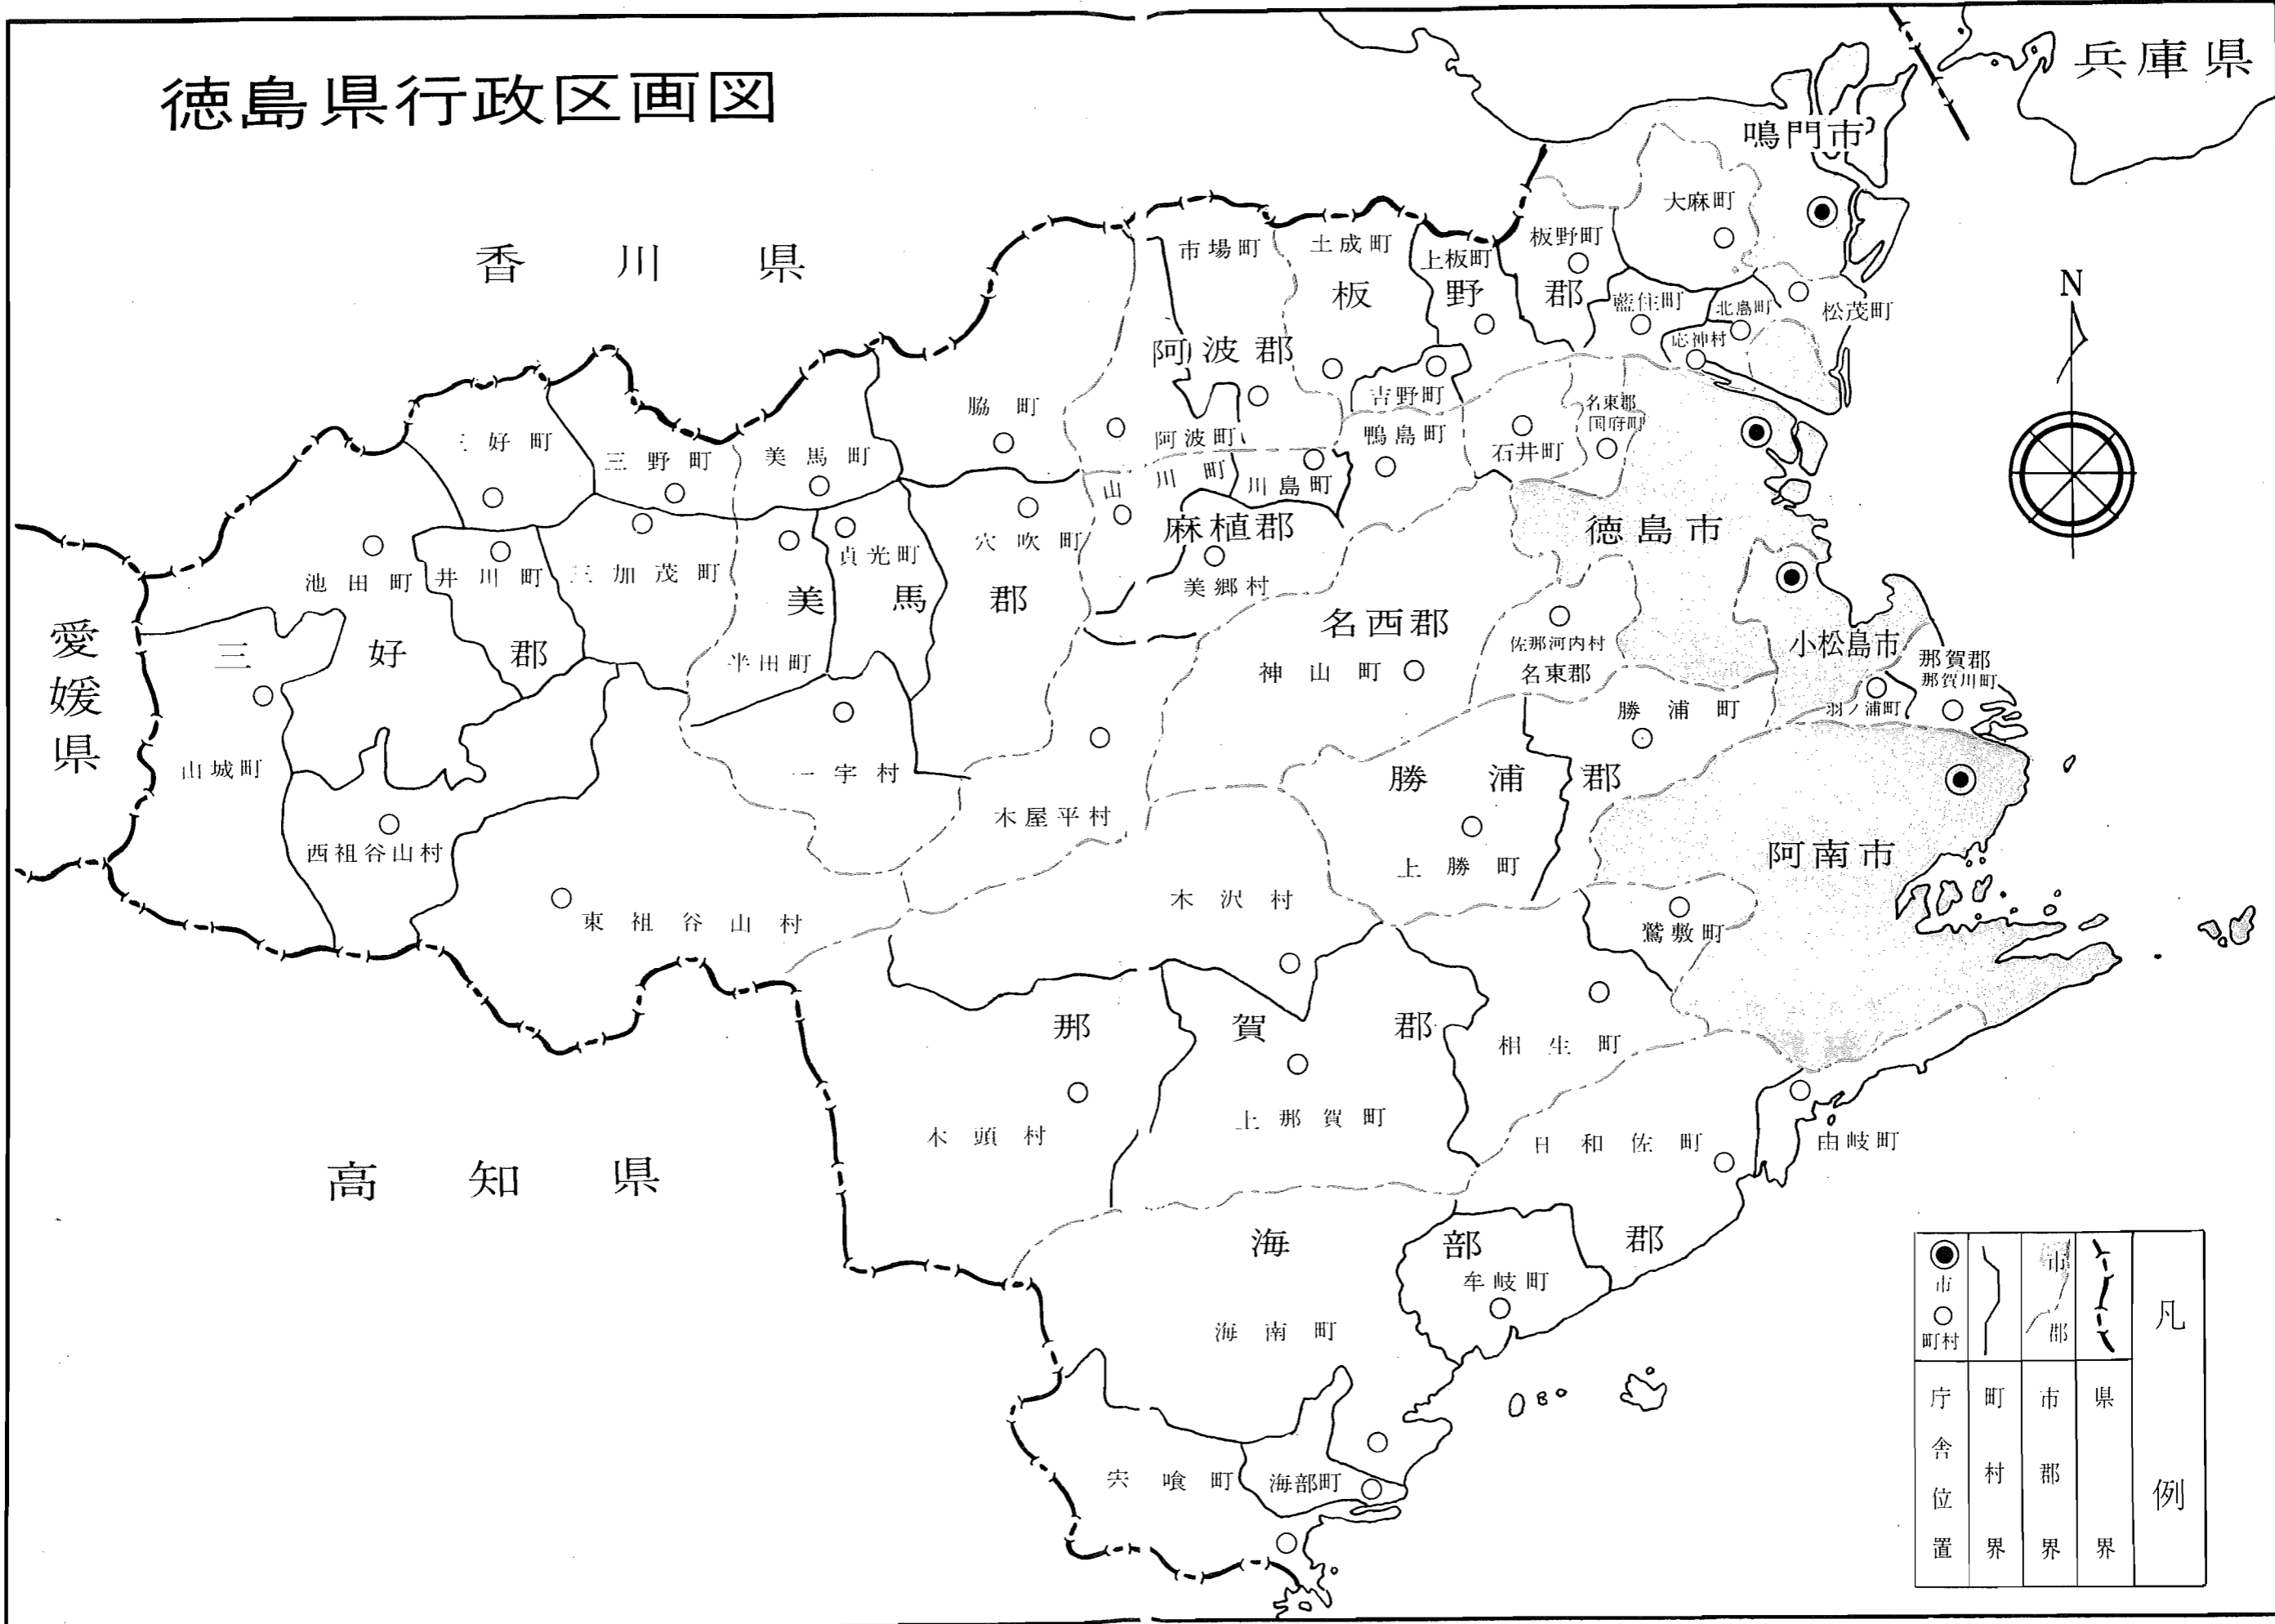 徳島県行政区画図
兵庫県
鳴門市
大麻町
香川県
市場町
土成町
上板町
板野町
板野郡
藍住町
北島町
松茂町
応神村
N
阿波郡
脇町
阿波町
吉野町
鴨島町
石井町
名東郡
国府町
三好町
三野町
美馬町
山川町
川島町
麻植郡
徳島市
池田町
井川町
三加茂町
貞光町
穴吹町
美郷村
美馬郡
名西郡
愛媛県
三好郡
半田町
神山町
佐那河内村
名東郡
小松島市
那賀郡
那賀川町
羽ノ浦町
勝浦町
山城町
一宇村
木屋平村
勝浦郡
西祖谷山村
上勝町
阿南市
東祖谷山村
木沢村
鷲敷町
那賀郡
相生町
木頭村
上那賀町
日和佐町
由岐町
高知県
海部郡
牟岐町
海南町
宍喰町
海部町
凡例
県界
市
郡
市郡界
町村界
市
町村
庁舎位置